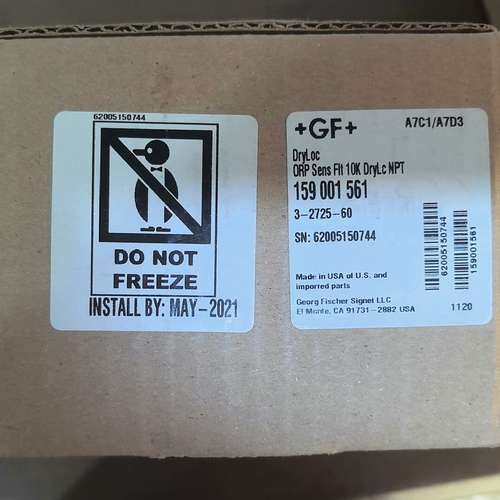 62005150744
DO NOT
FREEZE
INSTALL BY: MAY-2021
+GF+
A7C1/A7D3
DryLoc
ORP Sens Flt 10K DryLc NPT
159 001 561
3-2725-60
SN: 62005150744
Made in USA of U.S. and
imported parts
Georg Fischer Signet LLC
El Monte, CA 91731-2882 USA
1120
62005150744
159001561